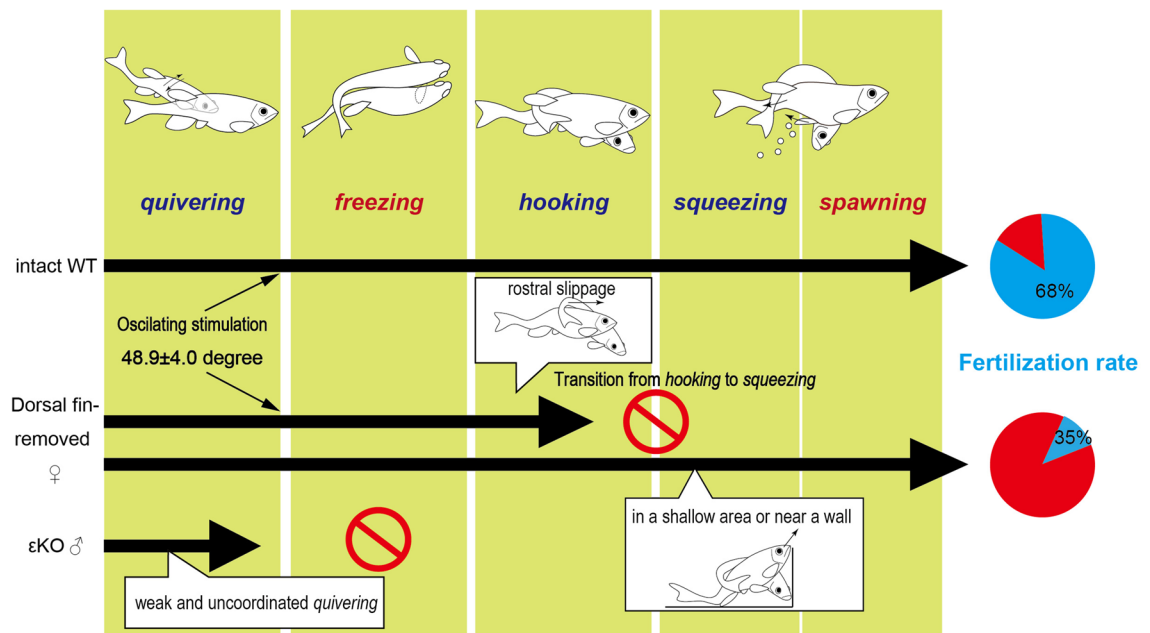 quivering
freezing
hooking
squeezing
spawning
intact WT
68%
rostral slippage
Oscilating stimulation
48.9±4.0 degree
Fertilization rate
Transition from hooking to squeezing
Dorsal fin-
removed
♀
35%
in a shallow area or near a wall
εKO ♂
weak and uncoordinated quivering